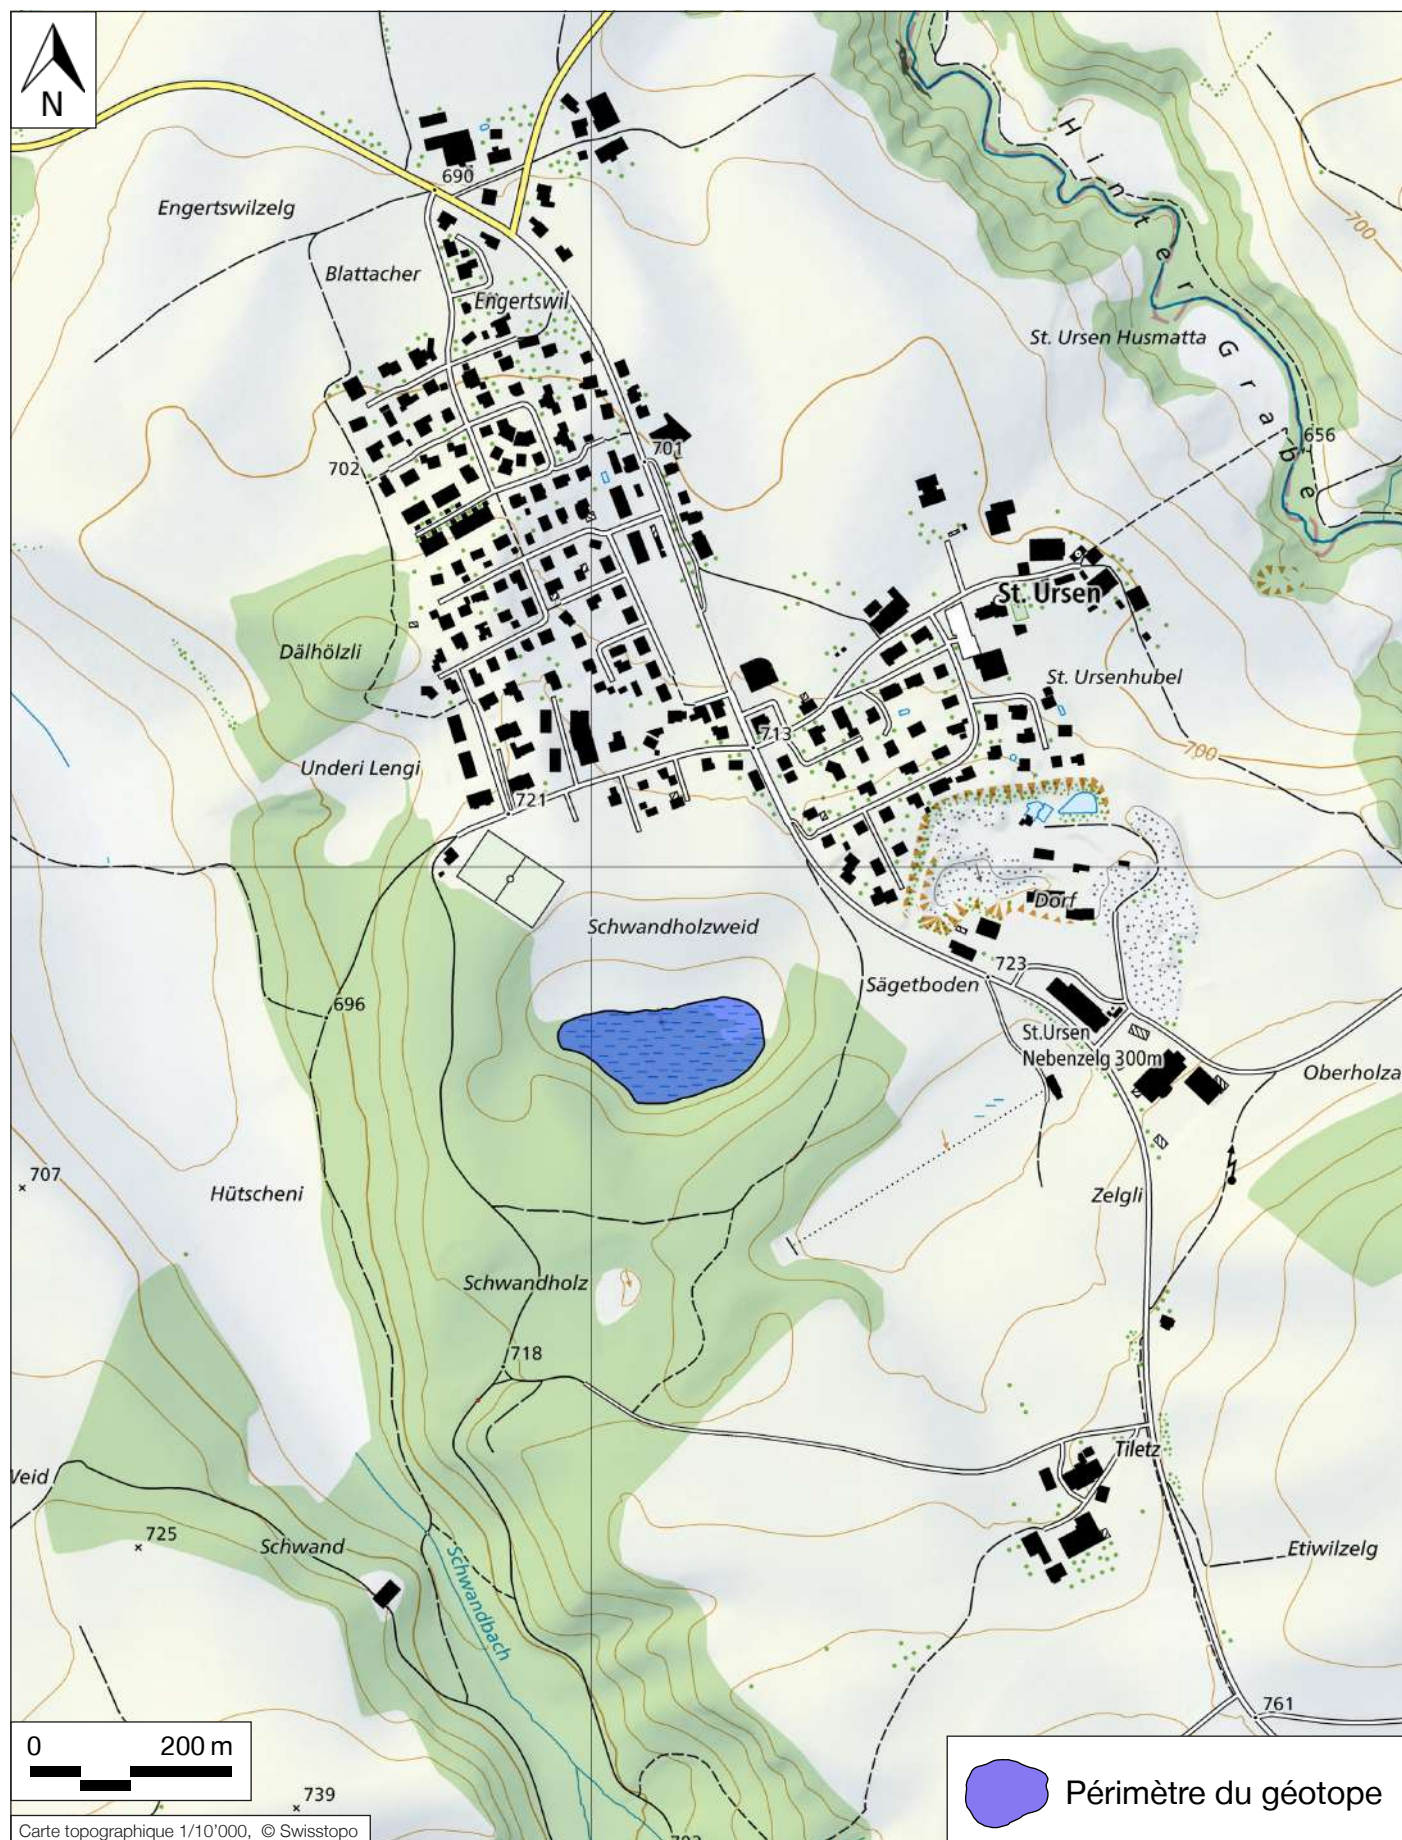 N
690
Engertswilzelg
Blattacher
Engertswil
Hinter Grabe
700
St. Ursen Husmatta
656
701
702
St. Ursen
Dälhölzli
St. Ursenhubel
713
700
Underi Lengi
721
Dorf
Schwandholzweid
723
Sägetboden
696
St.Ursen
Nebenzelg 300m
Oberholza
707
Hütscheni
Zelgli
Schwandholz
718
Tiletz
Weid
725
Schwand
Etiwilzelg
Schwandbach
761
0 200 m
Périmètre du géotope
739
Carte topographique 1/10'000, © Swisstopo